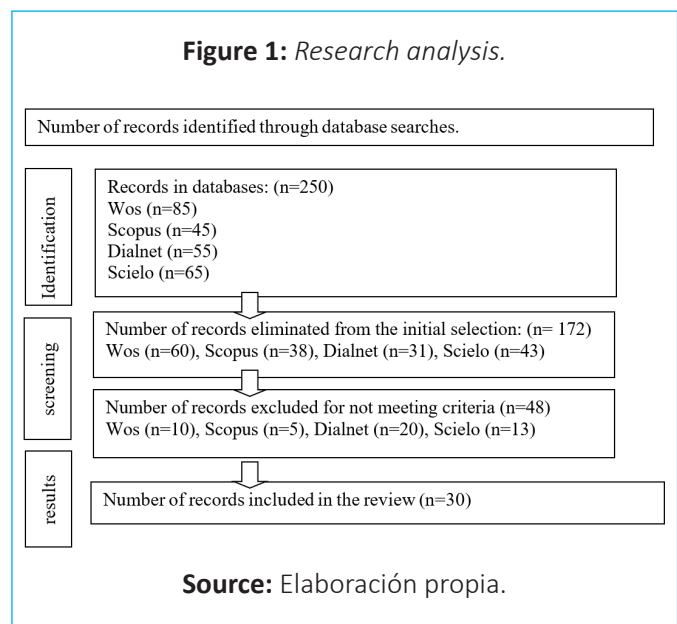 Figure 1: Research analysis.
Number of records identified through database searches.
Identification
Records in databases: (n=250)
Wos (n=85)
Scopus (n=45)
Dialnet (n=55)
Scielo (n=65)
screening
Number of records eliminated from the initial selection: (n= 172)
Wos (n=60), Scopus (n=38), Dialnet (n=31), Scielo (n=43)
Number of records excluded for not meeting criteria (n=48)
Wos (n=10), Scopus (n=5), Dialnet (n=20), Scielo (n=13)
results
Number of records included in the review (n=30)
Source: Elaboración propia.